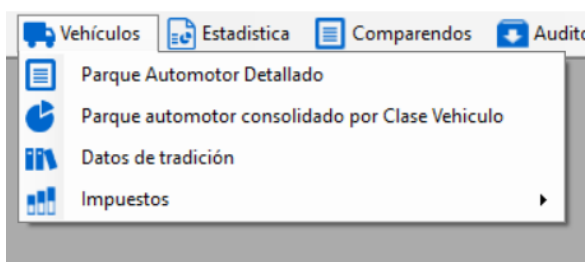 Vehículos Estadistica Comparendos
Parque Automotor Detallado
Parque automotor consolidado por Clase Vehiculo
Datos de tradición
Impuestos